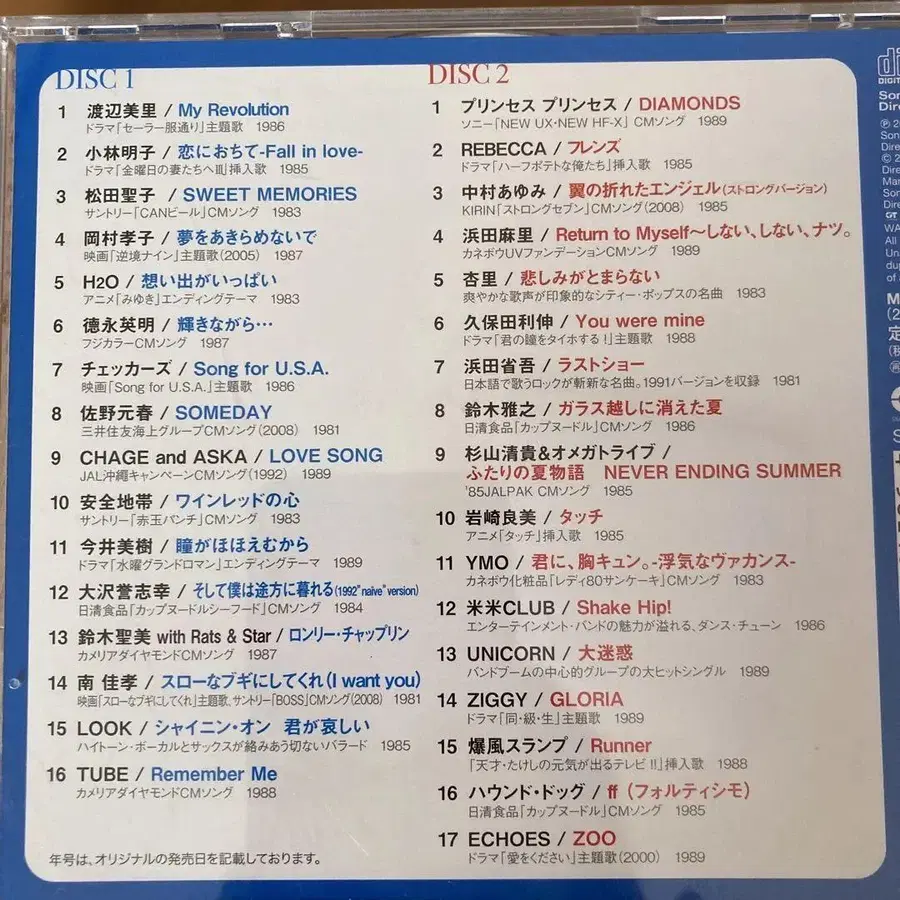 DISC 1
1 渡辺美里 / My Revolution
ドラマ「セーラー服通り」主題歌 1986
2 小林明子 / 恋におちて-Fall in love-
ドラマ「金曜日の妻たちへⅢ」挿入歌 1985
3 松田聖子 / SWEET MEMORIES
サントリー「CANビール」CMソング 1983
4 岡村孝子 / 夢をあきらめないで
映画「逆境ナイン」主題歌(2005) 1987
5 H2O / 想い出がいっぱい
アニメ「みゆき」エンディングテーマ 1983
6 德永英明 / 輝きながら…
フジカラーCMソング 1987
7 チェッカーズ / Song for U.S.A.
映画「Song for U.S.A.」主題歌 1986
8 佐野元春 / SOMEDAY
三井住友海上グループCMソング(2008) 1981
9 CHAGE and ASKA / LOVE SONG
JAL沖縄キャンペーンCMソング(1992) 1989
10 安全地帯 / ワインレッドの心
サントリー「赤玉パンチ」CMソング 1983
11 今井美樹 / 瞳がほほえむから
ドラマ「水曜グランドロマン」エンディングテーマ 1989
12 大沢誉志幸 / そして僕は途方に暮れる(1992"naive"version)
日清食品「カップヌードルシーフード」CMソング 1984
13 鈴木聖美 with Rats & Star / ロンリー・チャップリン
カメリアダイヤモンドCMソング 1987
14 南 佳孝 / スローなブギにしてくれ(I want you)
映画「スローなブギにしてくれ」主題歌、サントリー「BOSS」CMソング(2008) 1981
15 LOOK / シャイニン・オン 君が哀しい
ハイトーン・ボーカルとサックスが絡みあう切ないバラード 1985
16 TUBE / Remember Me
カメリアダイヤモンドCMソング 1988
年号は、オリジナルの発売日を記載しております。
DISC 2
1 プリンセス プリンセス / DIAMONDS
ソニー「NEW UX・NEW HF-X」CMソング 1989
2 REBECCA / フレンズ
ドラマ「ハーフポテトな俺たち」挿入歌 1985
3 中村あゆみ / 翼の折れたエンジェル(ストロングバージョン)
KIRIN「ストロングセブン」CMソング(2008) 1985
4 浜田麻里 / Return to Myself〜しない、しない、ナツ。
カネボウUVファンデーションCMソング 1989
5 杏里 / 悲しみがとまらない
爽やかな歌声が印象的なシティー・ポップスの名曲 1983
6 久保田利伸 / You were mine
ドラマ「君の瞳をタイホする!」主題歌 1988
7 浜田省吾 / ラストショー
日本語で歌うロックが斬新な名曲。1991バージョンを収録 1981
8 鈴木雅之 / ガラス越しに消えた夏
日清食品「カップヌードル」CMソング 1986
9 杉山清貴&オメガトライブ /
ふたりの夏物語 NEVER ENDING SUMMER
'85JALPAK CMソング 1985
10 岩崎良美 / タッチ
アニメ「タッチ」挿入歌 1985
11 YMO / 君に、胸キュン。-浮気なヴァカンス-
カネボウ化粧品「レディ80サンケーキ」CMソング 1983
12 米米CLUB / Shake Hip!
エンターテインメント・バンドの魅力が溢れる、ダンス・チューン 1986
13 UNICORN / 大迷惑
バンドブームの中心的グループの大ヒットシングル 1989
14 ZIGGY / GLORIA
ドラマ「同・級・生」主題歌 1989
15 爆風スランプ / Runner
「天才・たけしの元気が出るテレビ!!」挿入歌 1988
16 ハウンド・ドッグ / ff (フォルティシモ)
日清食品「カップヌードル」CMソング 1985
17 ECHOES / ZOO
ドラマ「愛をください」主題歌(2000) 1989